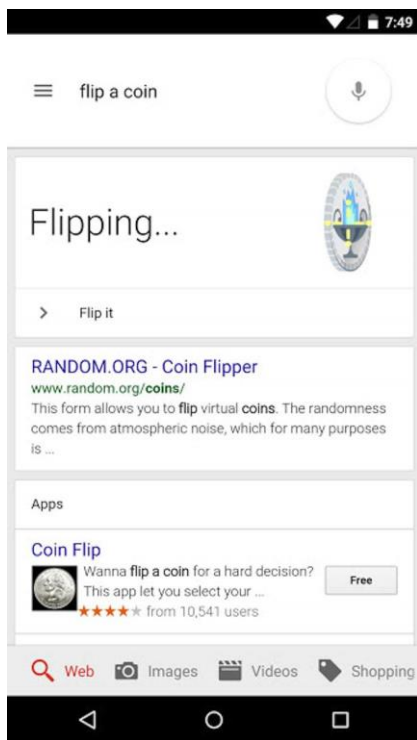 7:49
flip a coin
Flipping...
Flip it
RANDOM.ORG - Coin Flipper
www.random.org/coins/
This form allows you to flip virtual coins. The randomness
comes from atmospheric noise, which for many purposes
is ...
Apps
Coin Flip
Wanna flip a coin for a hard decision?
This app let you select your ...
Free
from 10,541 users
Web Images Videos Shopping